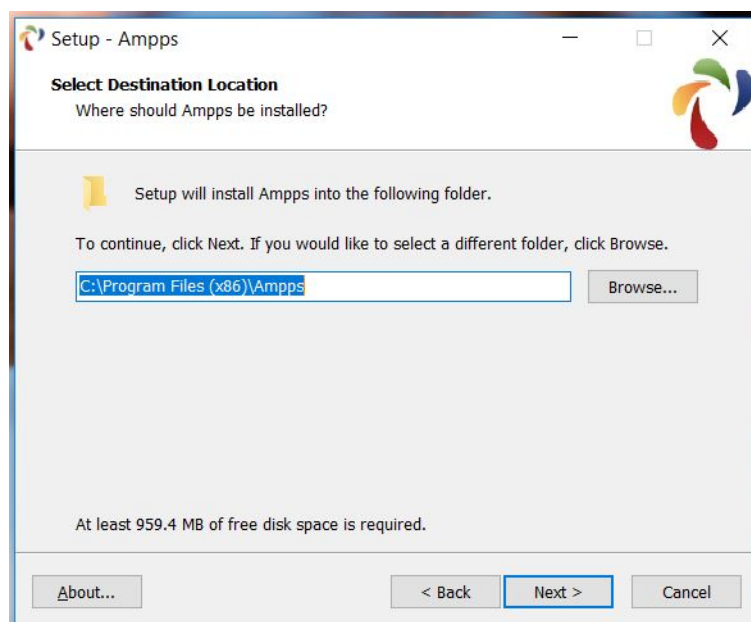 Setup - Ampps
Select Destination Location
Where should Ampps be installed?
Setup will install Ampps into the following folder.
To continue, click Next. If you would like to select a different folder, click Browse.
C:\Program Files (x86)\Ampps
Browse...
At least 959.4 MB of free disk space is required.
About...
< Back
Next >
Cancel